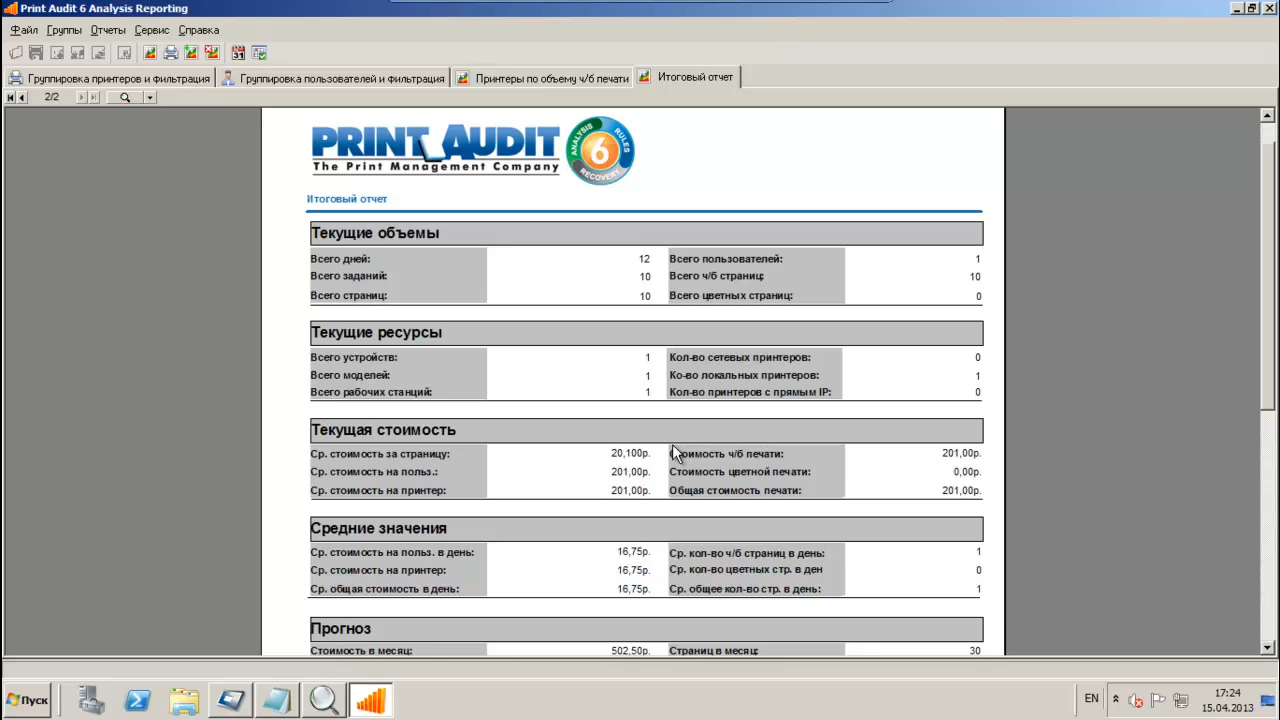 Print Audit 6 Analysis Reporting
Файл Группы Отчеты Сервис Справка
31
Группировка принтеров и фильтрация Группировка пользователей и фильтрация Принтеры по объему ч/б печати Итоговый отчет
2/2
PRINT AUDIT
The Print Management Company
ANALYSIS RULES RECOVERY 6
Итоговый отчет
Текущие объемы
Всего дней: 12 Всего пользователей: 1
Всего заданий: 10 Всего ч/б страниц: 10
Всего страниц: 10 Всего цветных страниц: 0
Текущие ресурсы
Всего устройств: 1 Кол-во сетевых принтеров: 0
Всего моделей: 1 Ко-во локальных принтеров: 1
Всего рабочих станций: 1 Кол-во принтеров с прямым IP: 0
Текущая стоимость
Ср. стоимость за страницу: 20,100р. Стоимость ч/б печати: 201,00р.
Ср. стоимость на польз.: 201,00р. Стоимость цветной печати: 0,00р.
Ср. стоимость на принтер: 201,00р. Общая стоимость печати: 201,00р.
Средние значения
Ср. стоимость на польз. в день: 16,75р. Ср. кол-во ч/б страниц в день: 1
Ср. стоимость на принтер: 16,75р. Ср. кол-во цветных стр. в ден 0
Ср. общая стоимость в день: 16,75р. Ср. общее кол-во стр. в день: 1
Прогноз
Стоимость в месяц: 502,50р. Страниц в месяц: 30
Пуск EN 17:24
15.04.2013